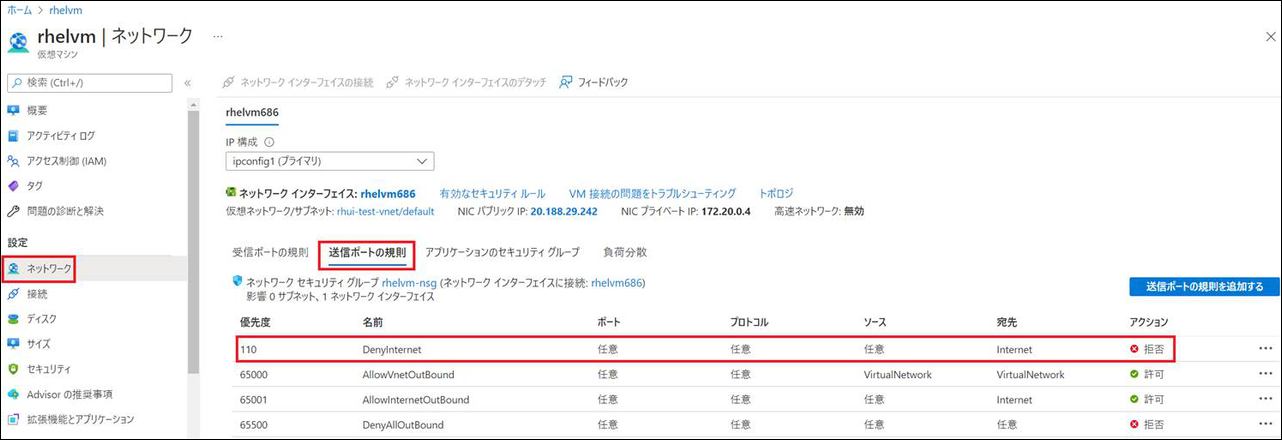 ホーム > rhelvm
rhelvm | ネットワーク ...
仮想マシン
検索 (Ctrl+/)
概要
アクティビティ ログ
アクセス制御 (IAM)
タグ
問題の診断と解決
設定
ネットワーク
接続
ディスク
サイズ
セキュリティ
Advisor の推奨事項
拡張機能とアプリケーション
ネットワーク インターフェイスの接続 ネットワーク インターフェイスのデタッチ フィードバック
rhelvm686
IP 構成
ipconfig1 (プライマリ)
ネットワーク インターフェイス: rhelvm686 有効なセキュリティ ルール VM 接続の問題をトラブルシューティング トポロジ
仮想ネットワーク/サブネット: rhui-test-vnet/default NIC パブリック IP: 20.188.29.242 NIC プライベート IP: 172.20.0.4 高速ネットワーク: 無効
受信ポートの規則 送信ポートの規則 アプリケーションのセキュリティ グループ 負荷分散
ネットワーク セキュリティ グループ rhelvm-nsg (ネットワーク インターフェイスに接続: rhelvm686)
影響 0 サブネット、1 ネットワーク インターフェイス
送信ポートの規則を追加する
優先度 名前 ポート プロトコル ソース 宛先 アクション
110 DenyInternet 任意 任意 任意 Internet 拒否 ...
65000 AllowVnetOutBound 任意 任意 VirtualNetwork VirtualNetwork 許可 ...
65001 AllowInternetOutBound 任意 任意 任意 Internet 許可 ...
65500 DenyAllOutBound 任意 任意 任意 任意 拒否 ...